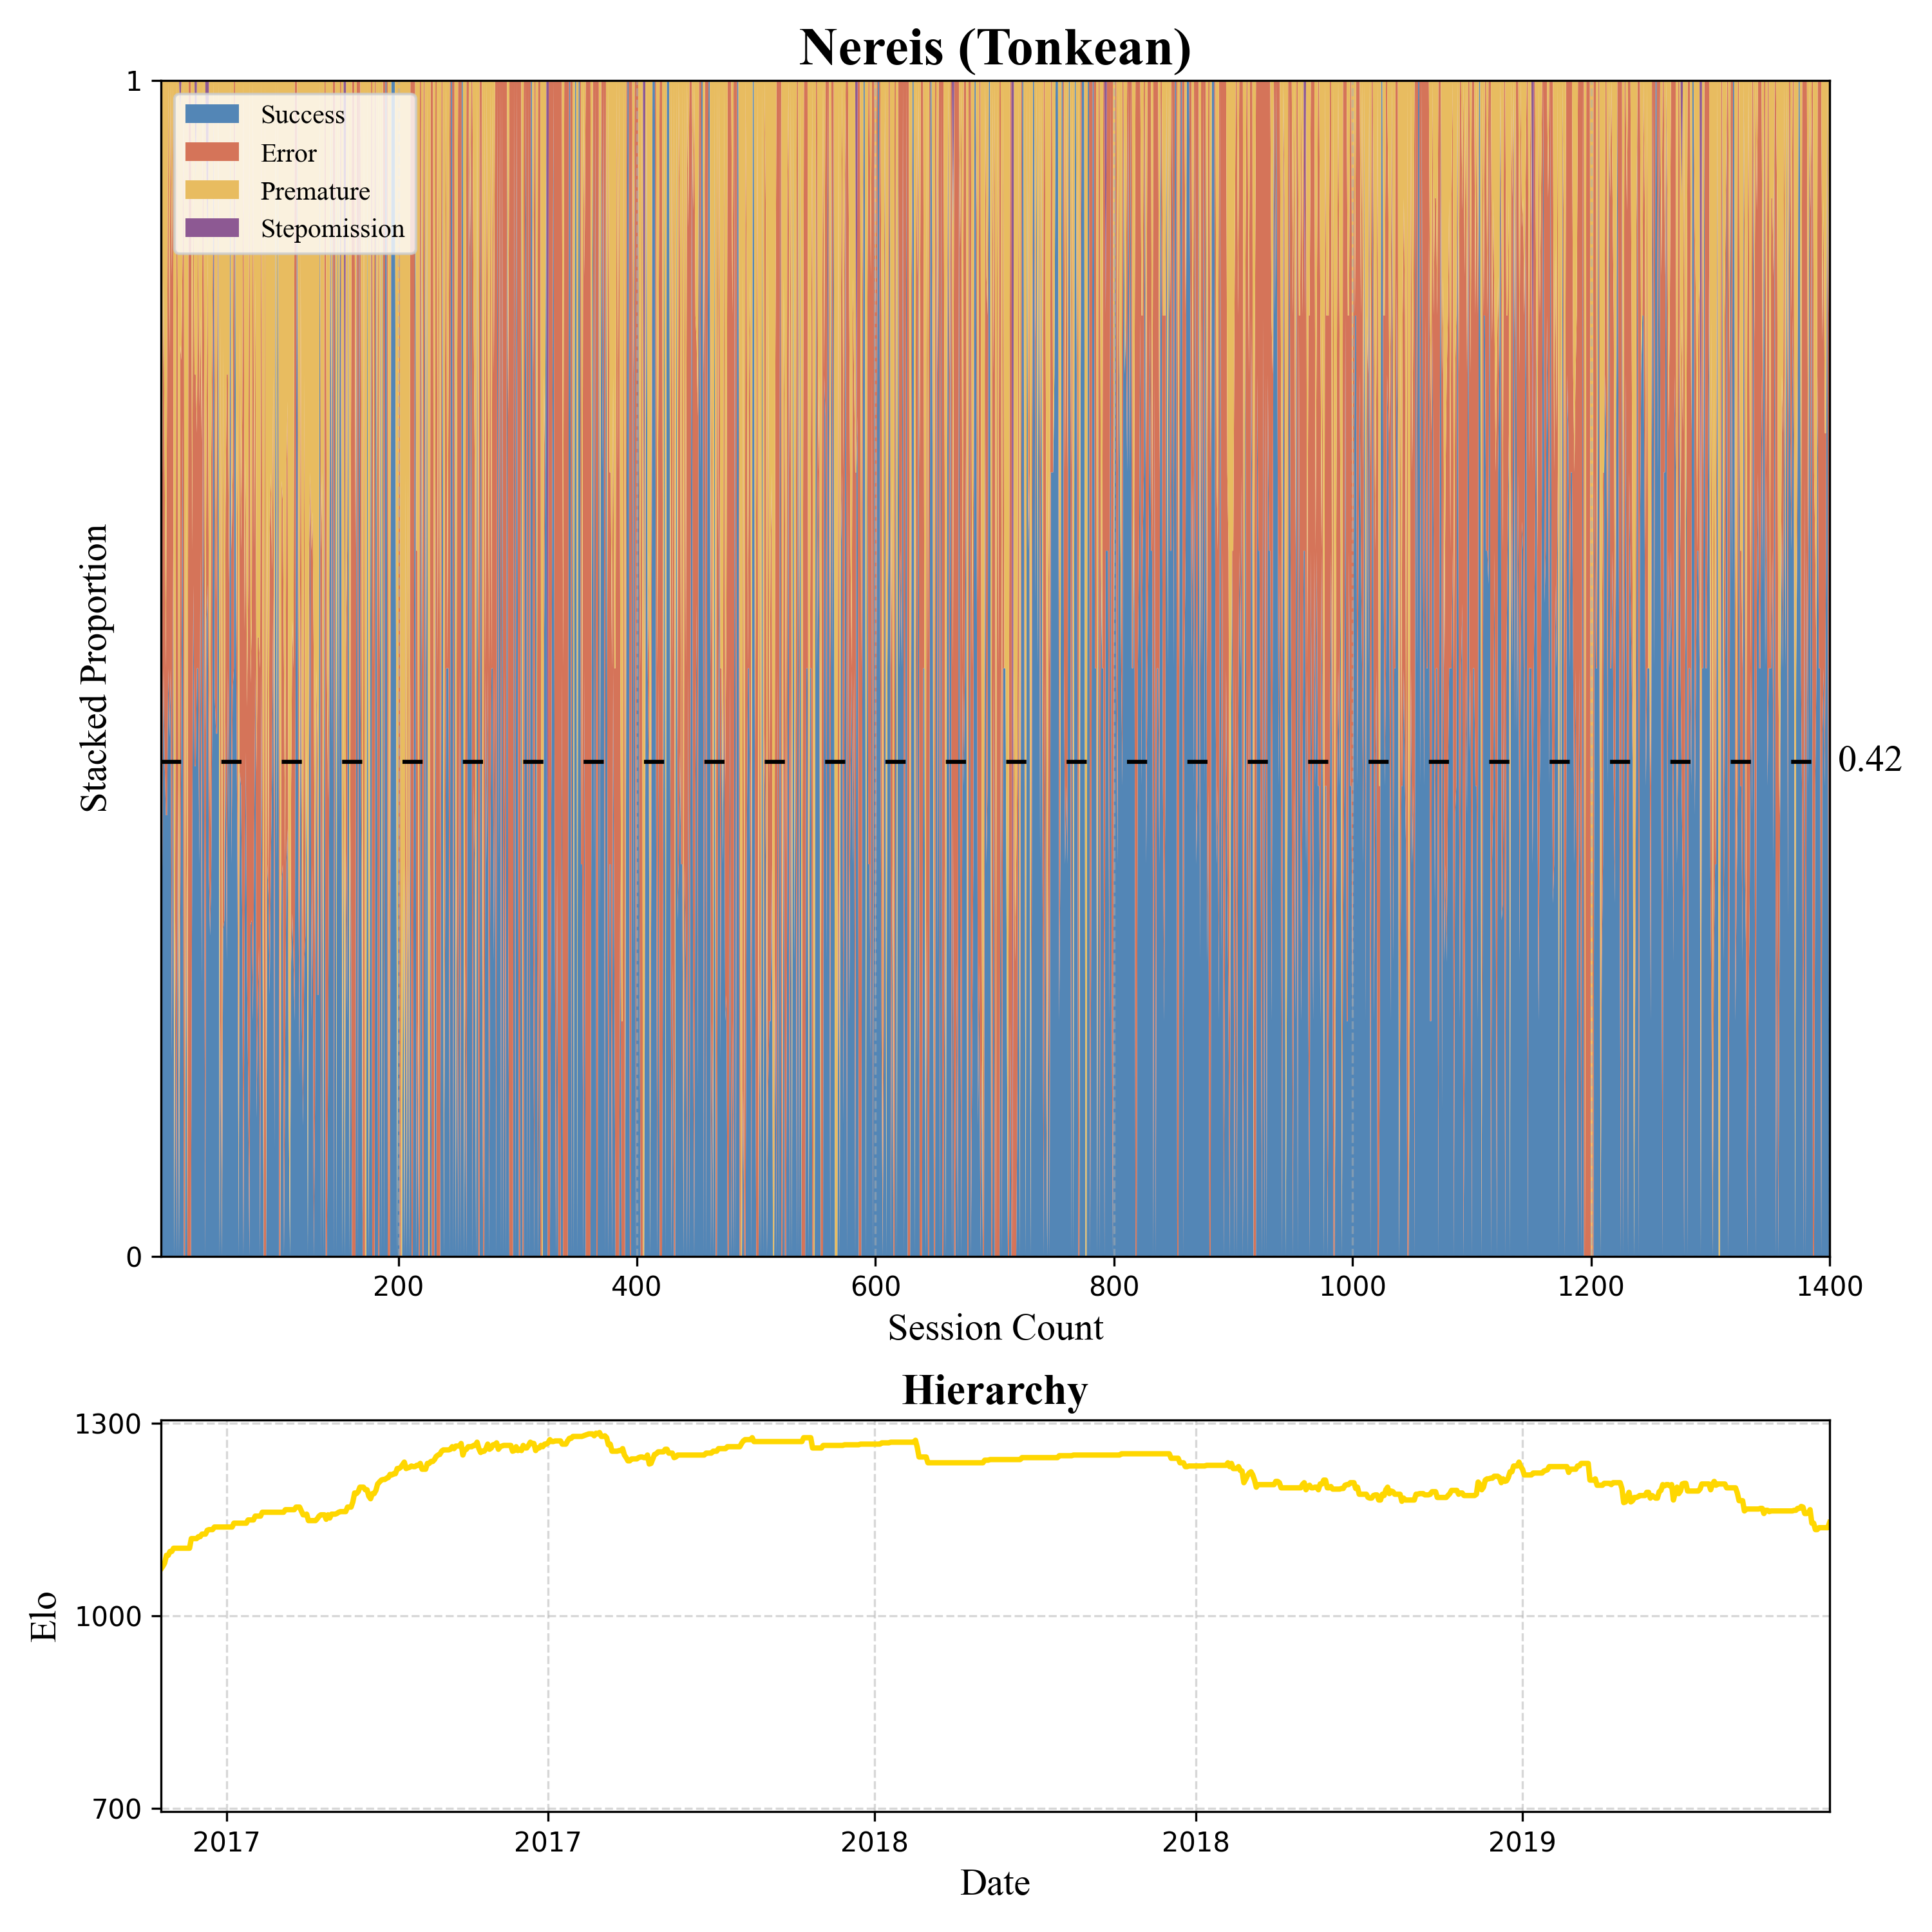 Nereis (Tonkean)
1
Success
Error
Premature
Stepomission
Stacked Proportion
0.42
0
200 400 600 800 1000 1200 1400
Session Count
Hierarchy
1300
1000
700
Elo
2017 2017 2018 2018 2019
Date